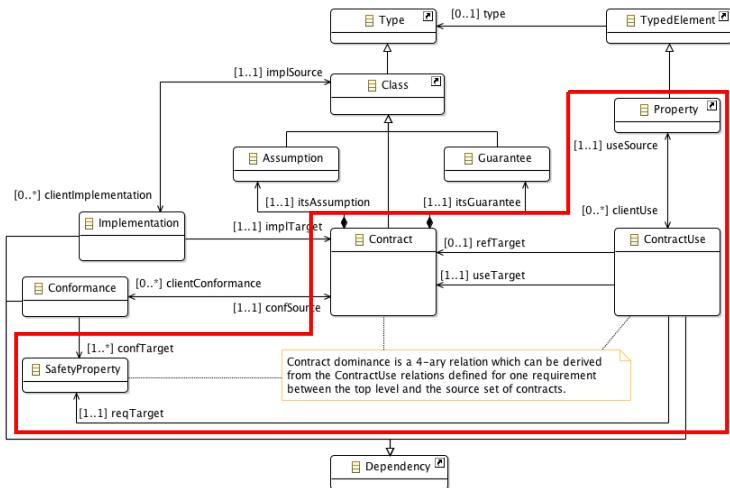 Type
[0..1] type
TypedElement
[1..1] implSource
Class
Property
[1..1] useSource
Assumption
Guarantee
[0..*] clientImplementation
[1..1] itsAssumption
[1..1] itsGuarantee
[0..*] clientUse
Implementation
[1..1] implTarget
Contract
[0..1] refTarget
ContractUse
[1..1] useTarget
Conformance
[0..*] clientConformance
[1..1] confSource
[1..*] confTarget
SafetyProperty
Contract dominance is a 4-ary relation which can be derived
from the ContractUse relations defined for one requirement
between the top level and the source set of contracts.
[1..1] reqTarget
Dependency